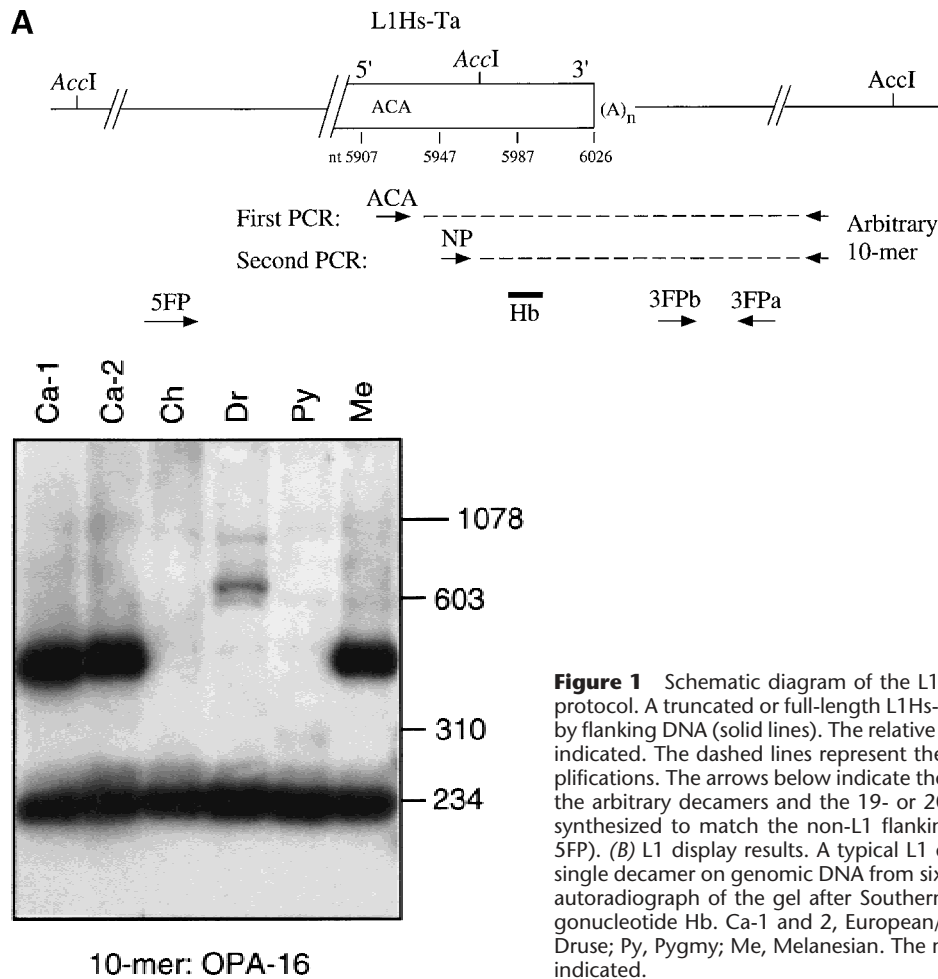 A
L1Hs-Ta
AccI
5'
AccI
3'
AccI
ACA
(A)n
nt 5907
5947
5987
6026
First PCR:
ACA
Arbitrary
10-mer
Second PCR:
NP
5FP
Hb
3FPb
3FPa
Ca-1
Ca-2
Ch
Dr
Py
Me
1078
603
310
234
10-mer: OPA-16
Figure 1 Schematic diagram of the L1
protocol. A truncated or full-length L1Hs-
by flanking DNA (solid lines). The relative
indicated. The dashed lines represent the
plifications. The arrows below indicate the
the arbitrary decamers and the 19- or 20
synthesized to match the non-L1 flankin
5FP). (B) L1 display results. A typical L1
single decamer on genomic DNA from six
autoradiograph of the gel after Southern
gonucleotide Hb. Ca-1 and 2, European/
Druse; Py, Pygmy; Me, Melanesian. The
indicated.